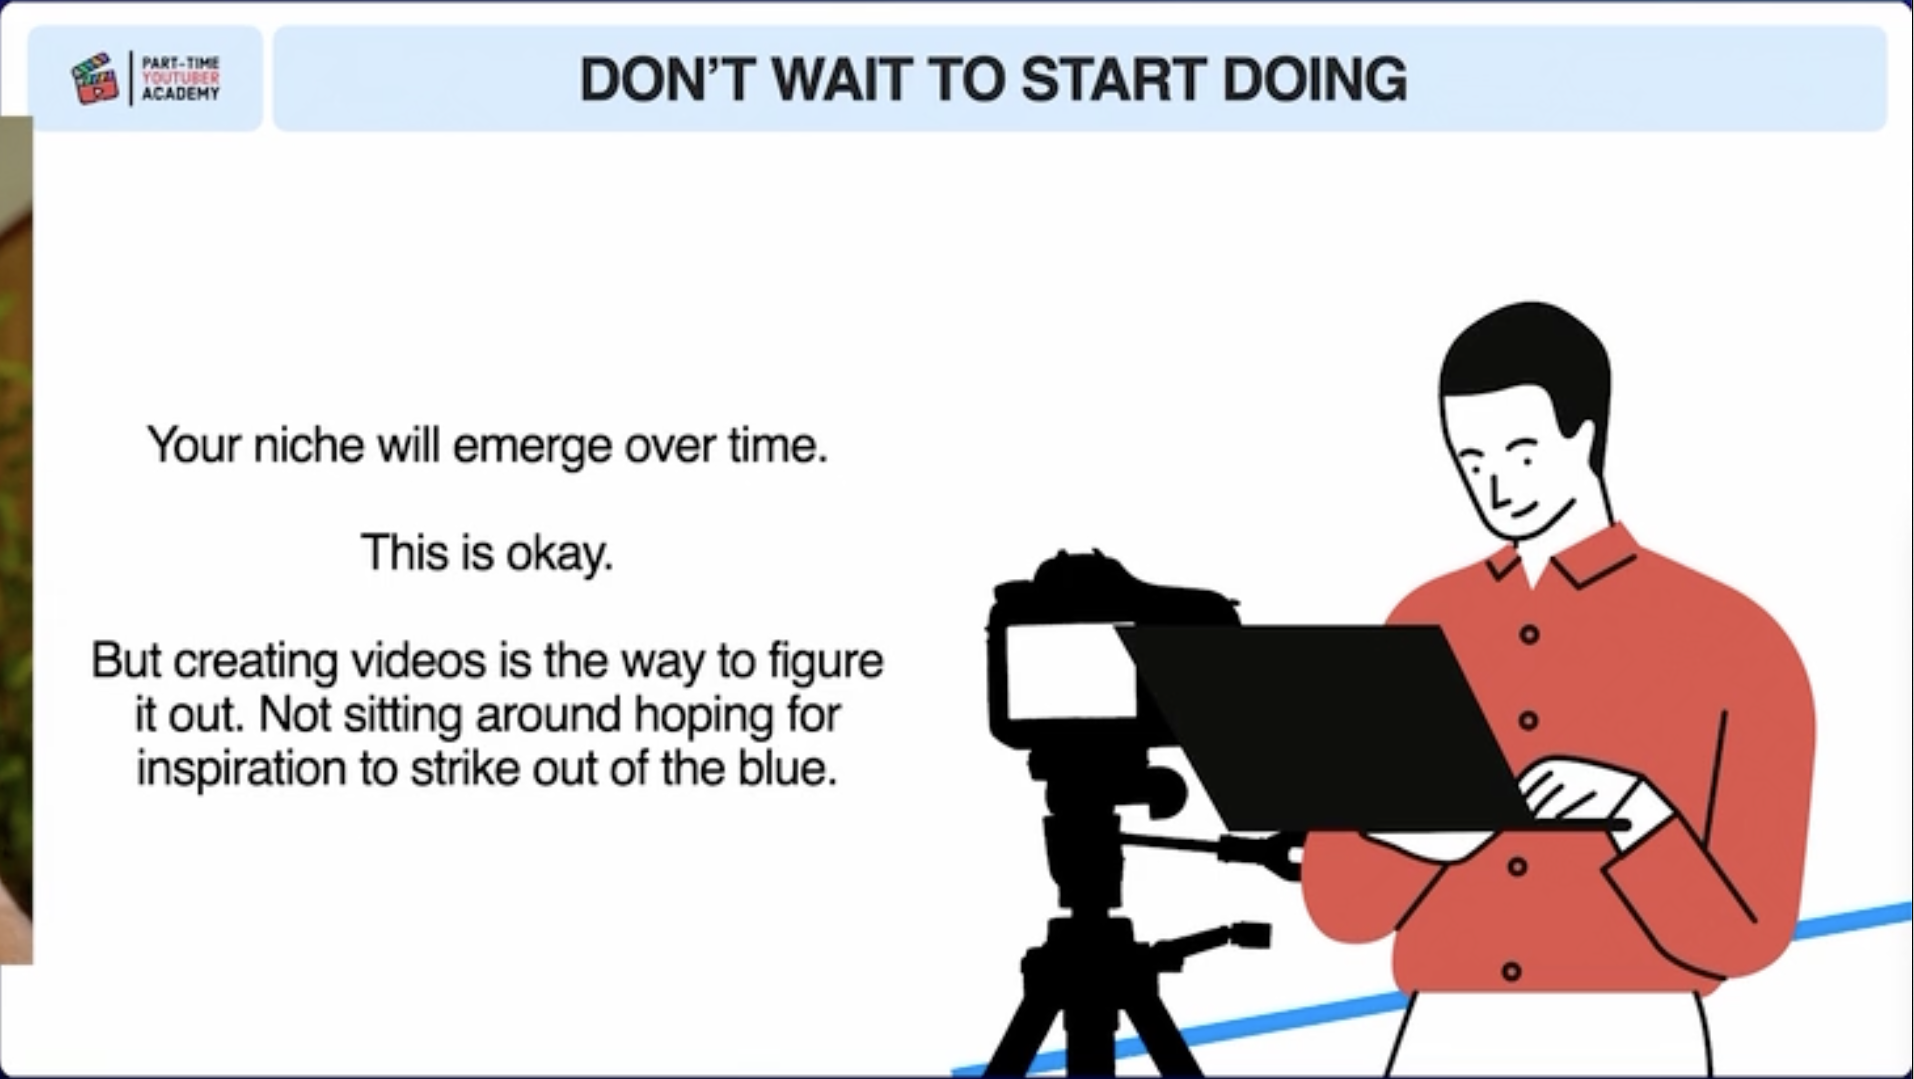 PART-TIME
YOUTUBER
ACADEMY
DON’T WAIT TO START DOING
Your niche will emerge over time.
This is okay.
But creating videos is the way to figure
it out. Not sitting around hoping for
inspiration to strike out of the blue.